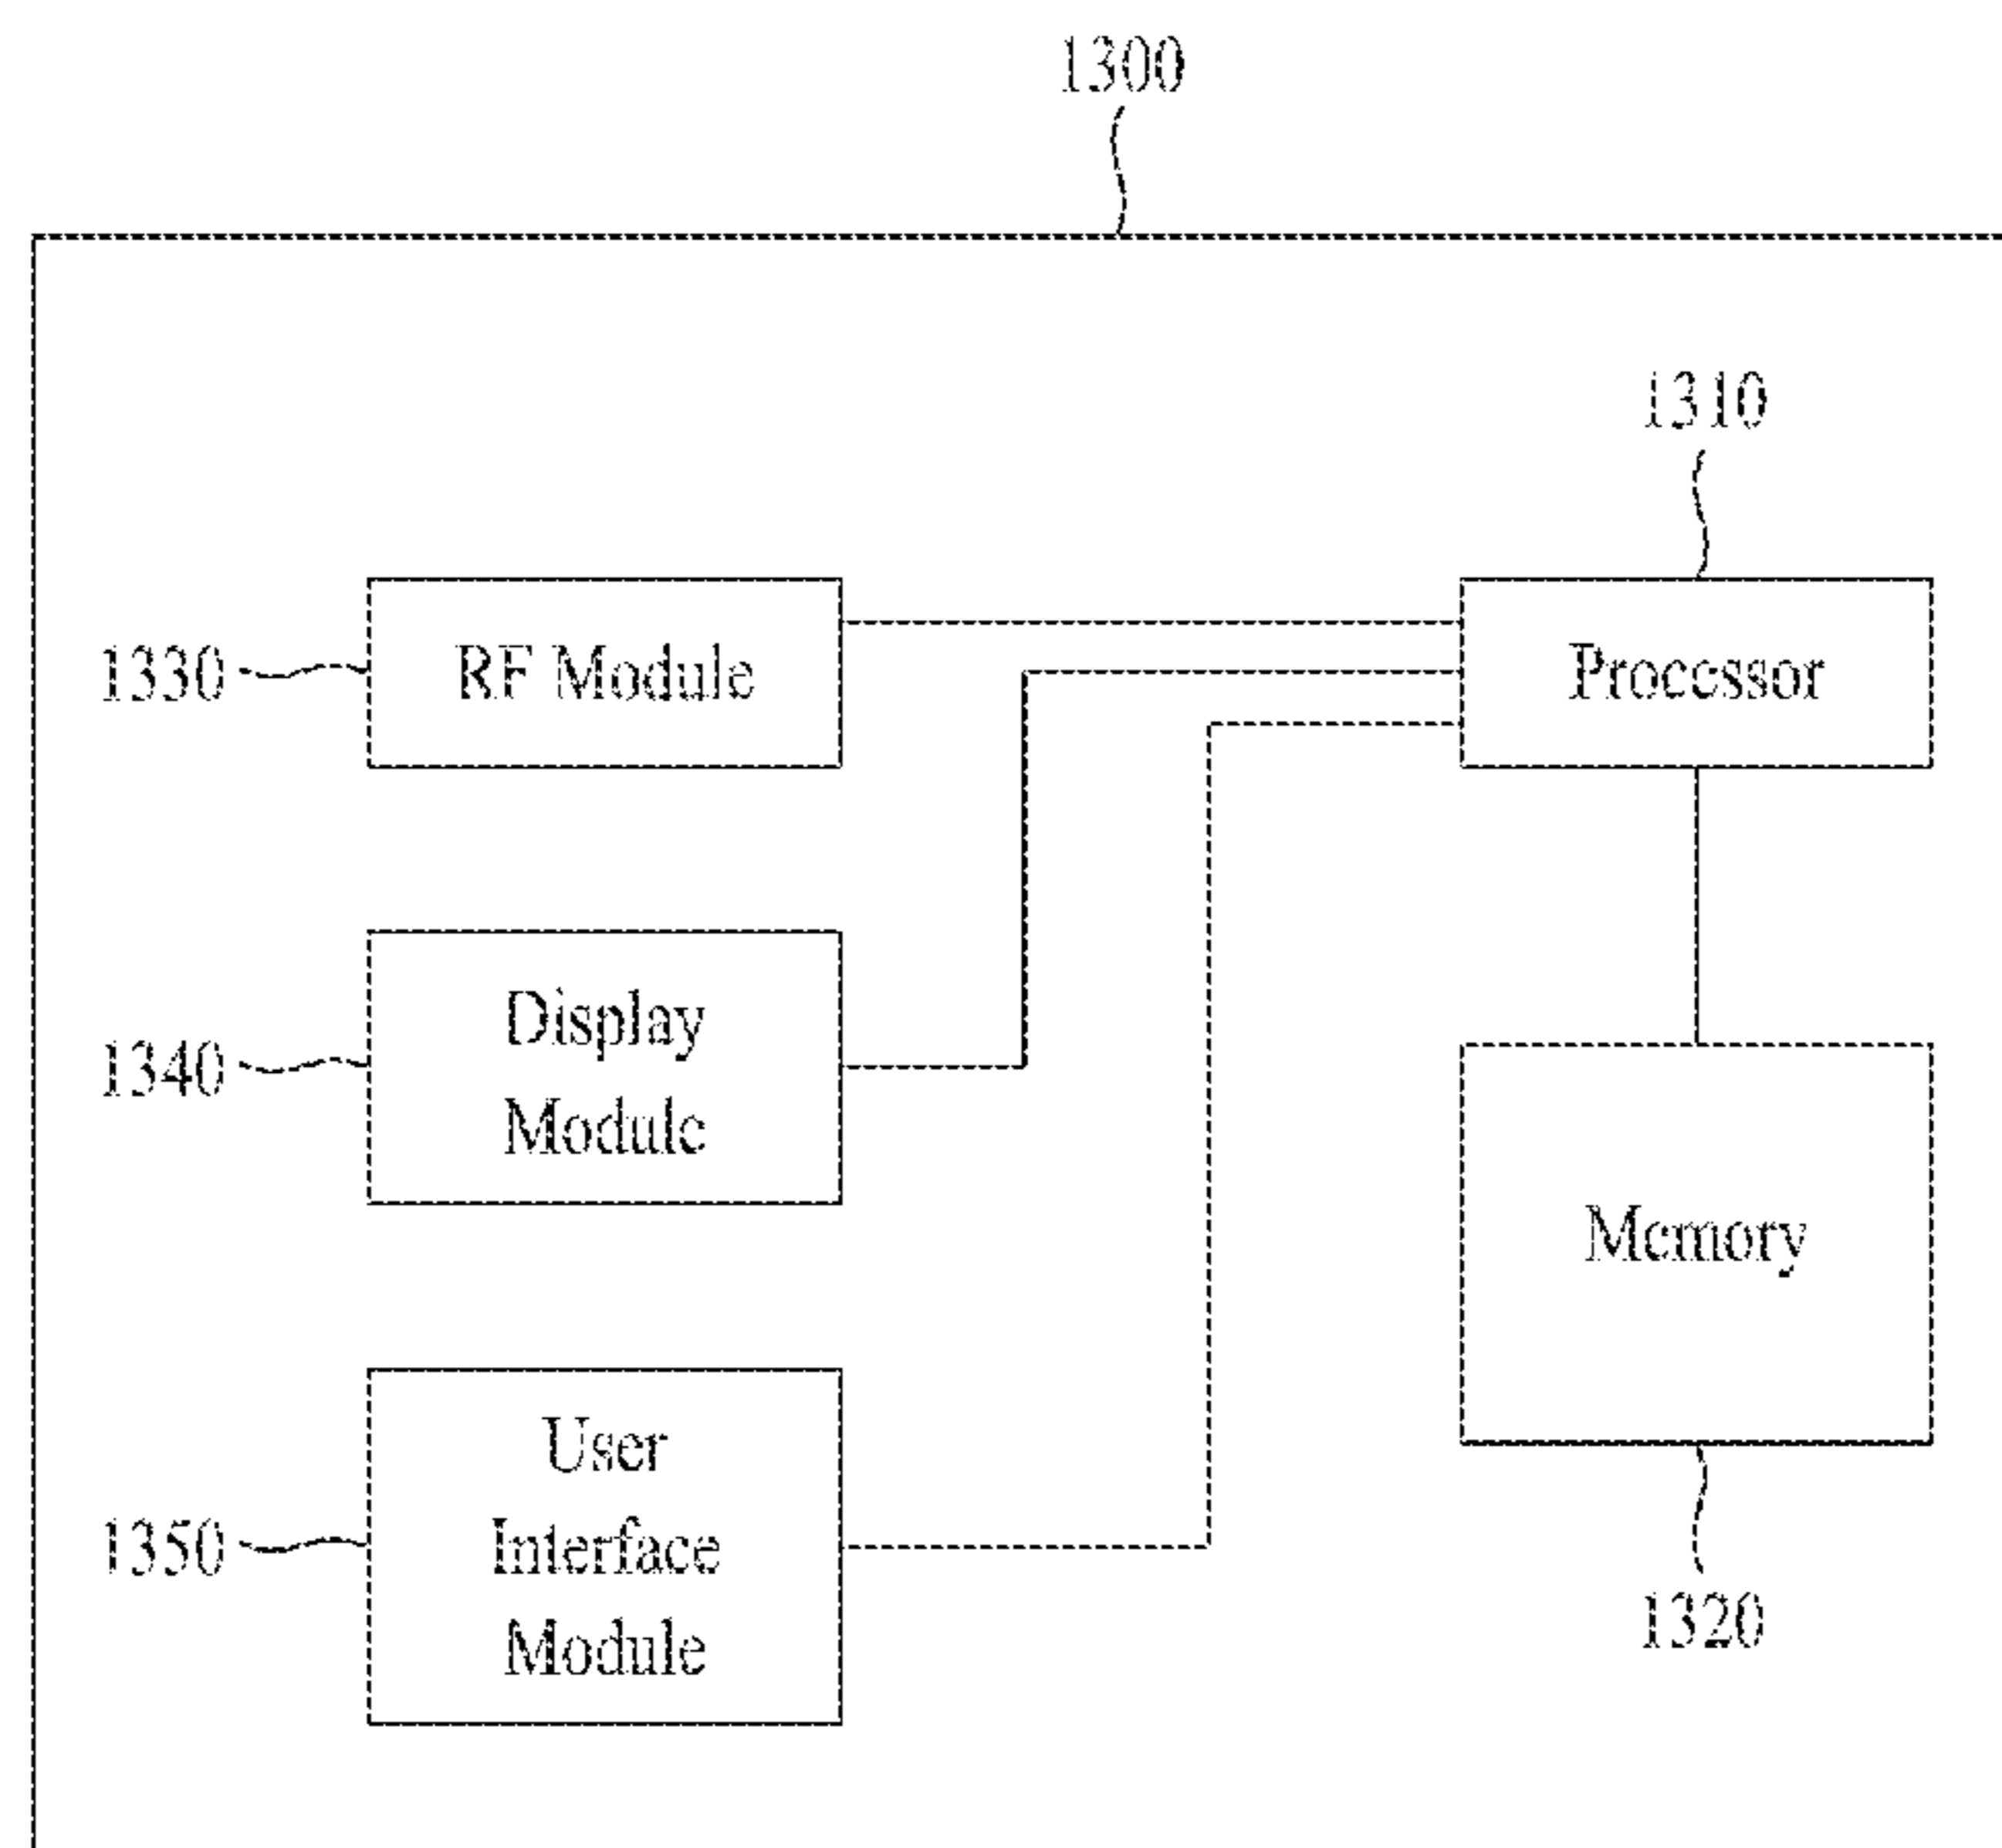 1300
1310
1330
RF Module
Processor
1340
Display
Module
Memory
1350
User
Interface
Module
1320